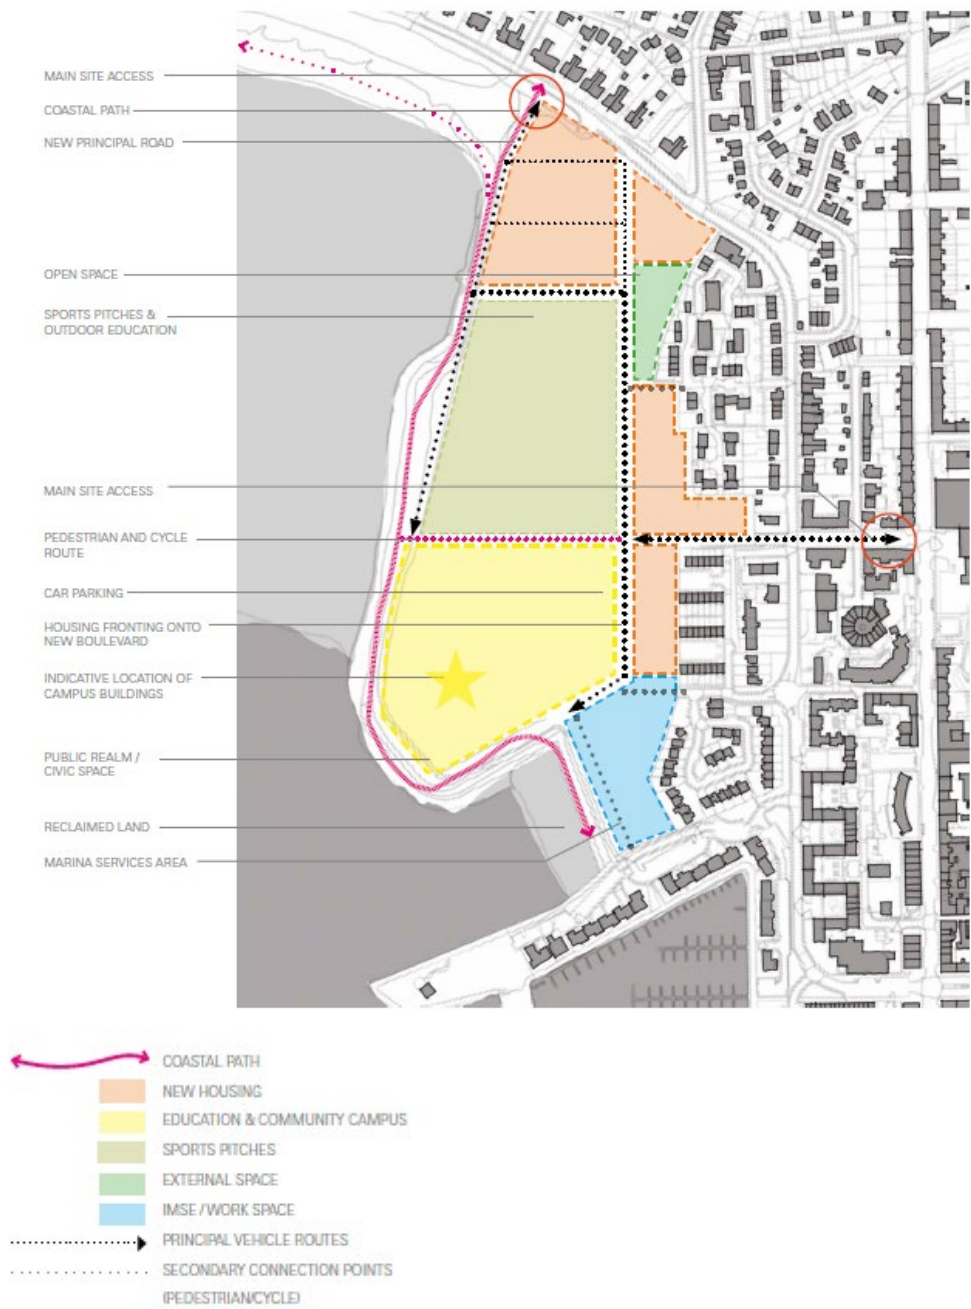 MAIN SITE ACCESS
COASTAL PATH
NEW PRINCIPAL ROAD
OPEN SPACE
SPORTS PITCHES &
OUTDOOR EDUCATION
MAIN SITE ACCESS
PEDESTRIAN AND CYCLE
ROUTE
CAR PARKING
HOUSING FRONTING ONTO
NEW BOULEVARD
INDICATIVE LOCATION OF
CAMPUS BUILDINGS
PUBLIC REALM /
CIVIC SPACE
RECLAIMED LAND
MARINA SERVICES AREA
COASTAL PATH
NEW HOUSING
EDUCATION & COMMUNITY CAMPUS
SPORTS PITCHES
EXTERNAL SPACE
IMSE / WORK SPACE
PRINCIPAL VEHICLE ROUTES
SECONDARY CONNECTION POINTS
(PEDESTRIAN/CYCLE)